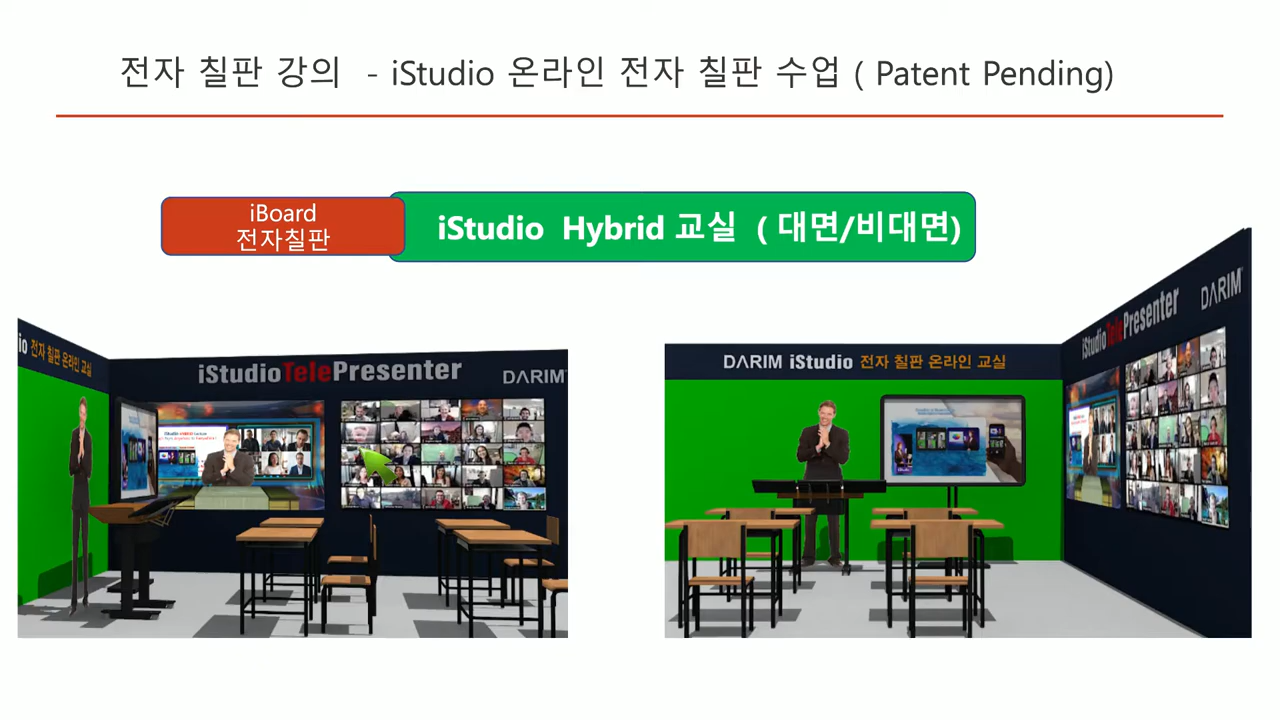 전자 칠판 강의 - iStudio 온라인 전자 칠판 수업 ( Patent Pending)
iBoard
전자칠판
iStudio Hybrid 교실 ( 대면/비대면)
io 전자 칠판 온라인 교실
iStudioTelePresenter
DARIM
DARIM iStudio 전자 칠판 온라인 교실
iStudioTelePresenter
DARIM